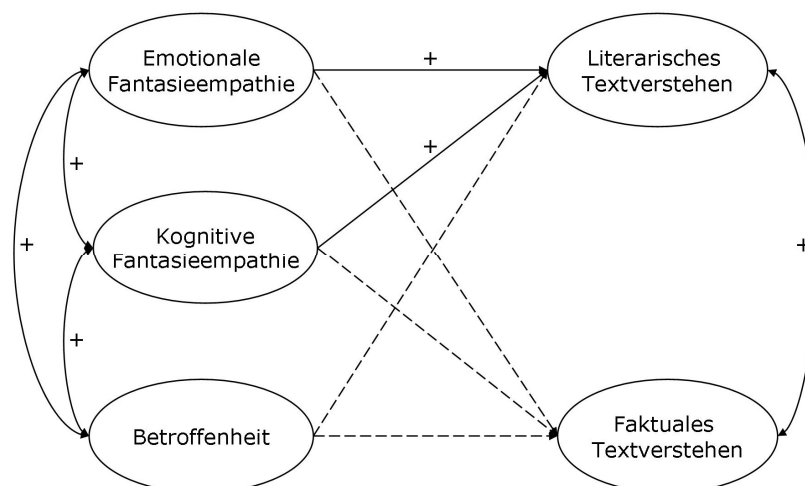 Emotionale
Fantasieempathie
+
Literarisches
Textverstehen
+
+
Kognitive
Fantasieempathie
+
+
+
Betroffenheit
Faktuales
Textverstehen